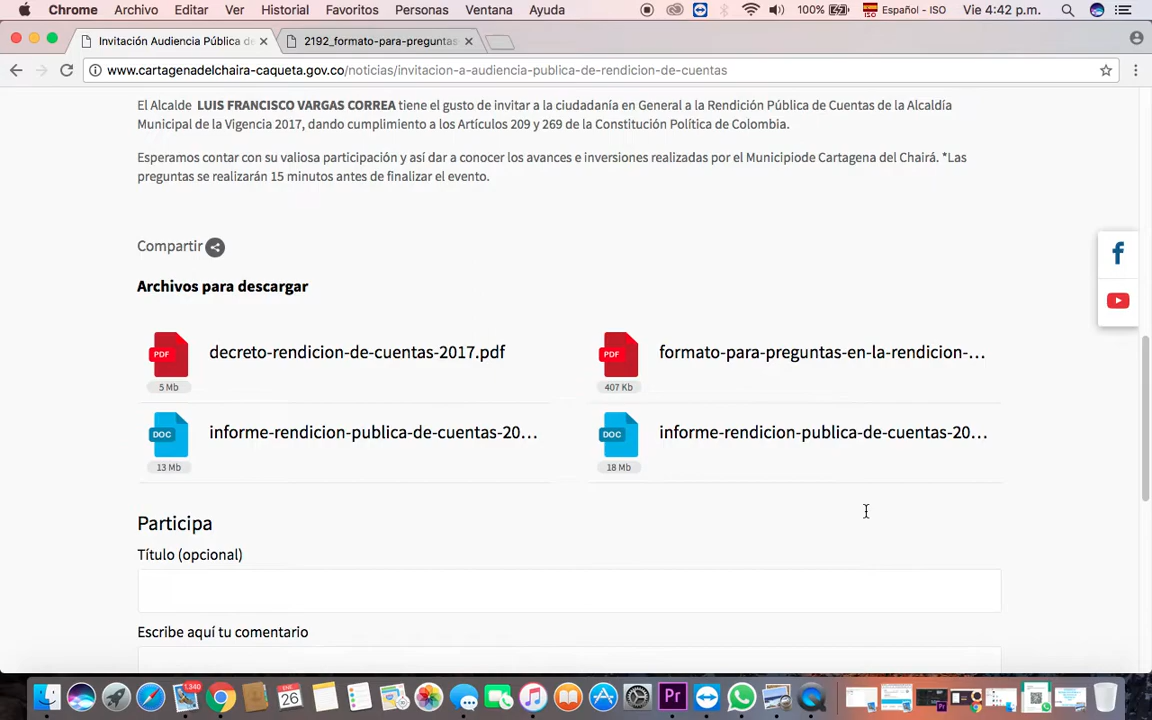 Chrome Archivo Editar Ver Historial Favoritos Personas Ventana Ayuda 100% ISO Español - ISO Vie 4:42 p.m.
Invitación Audiencia Pública de 2192_formato-para-preguntas
www.cartagenadelchaira-caqueta.gov.co/noticias/invitacion-a-audiencia-publica-de-rendicion-de-cuentas
El Alcalde LUIS FRANCISCO VARGAS CORREA tiene el gusto de invitar a la ciudadanía en General a la Rendición Pública de Cuentas de la Alcaldía
Municipal de la Vigencia 2017, dando cumplimiento a los Artículos 209 y 269 de la Constitución Política de Colombia.
Esperamos contar con su valiosa participación y así dar a conocer los avances e inversiones realizadas por el Municipiode Cartagena del Chairá. *Las
preguntas se realizarán 15 minutos antes de finalizar el evento.
Compartir
Archivos para descargar
PDF decreto-rendicion-de-cuentas-2017.pdf
5 Mb
PDF formato-para-preguntas-en-la-rendicion-...
407 Kb
DOC informe-rendicion-publica-de-cuentas-20...
13 Mb
DOC informe-rendicion-publica-de-cuentas-20...
18 Mb
Participa
Título (opcional)
Escribe aquí tu comentario
1,340
ENE
26
Pr